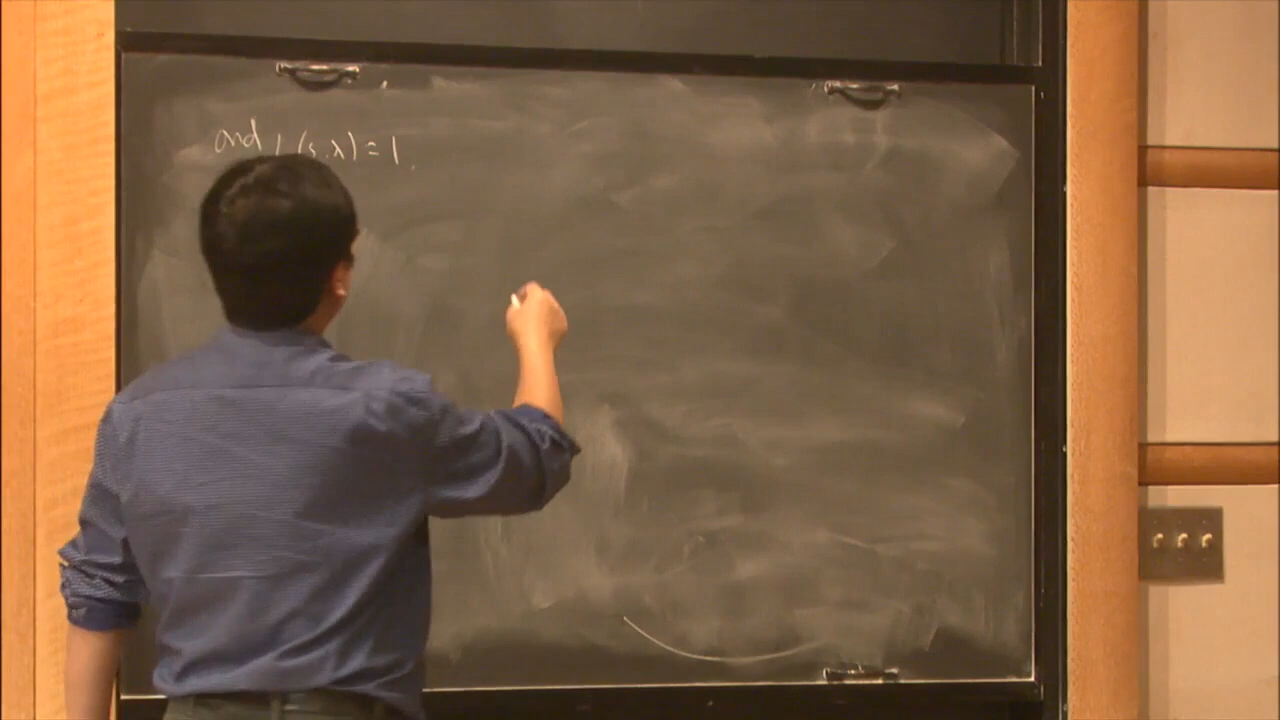 and L(s,λ) = 1.